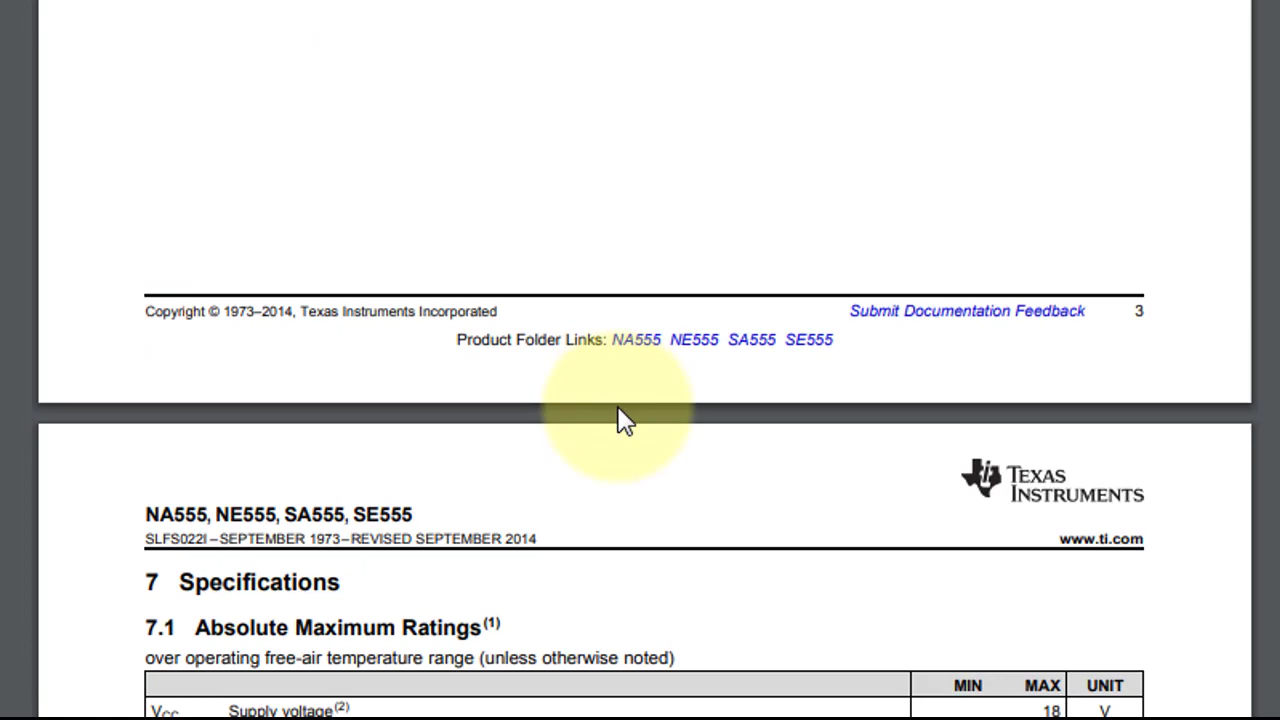 Copyright © 1973–2014, Texas Instruments Incorporated Submit Documentation Feedback 3
Product Folder Links: NA555 NE555 SA555 SE555
TEXAS
INSTRUMENTS
NA555, NE555, SA555, SE555
SLFS022I – SEPTEMBER 1973 – REVISED SEPTEMBER 2014 www.ti.com
7 Specifications
7.1 Absolute Maximum Ratings(1)
over operating free-air temperature range (unless otherwise noted)
MIN MAX UNIT
VCC Supply voltage(2) 18 V